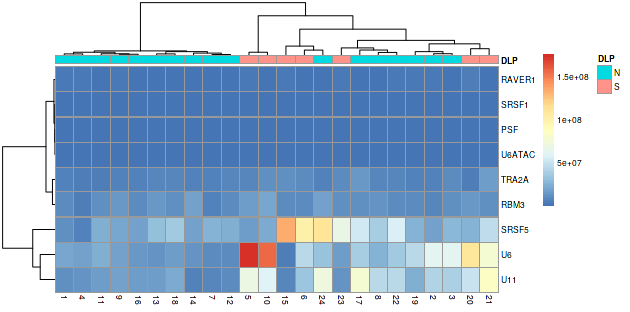 DLP
RAVER1
SRSF1
PSF
U6ATAC
TRA2A
RBM3
SRSF5
U6
U11
1 4 11 9 16 13 18 14 7 12 5 10 15 6 24 23 17 8 22 19 2 3 20 21
1.5e+08
1e+08
5e+07
DLP
N
S